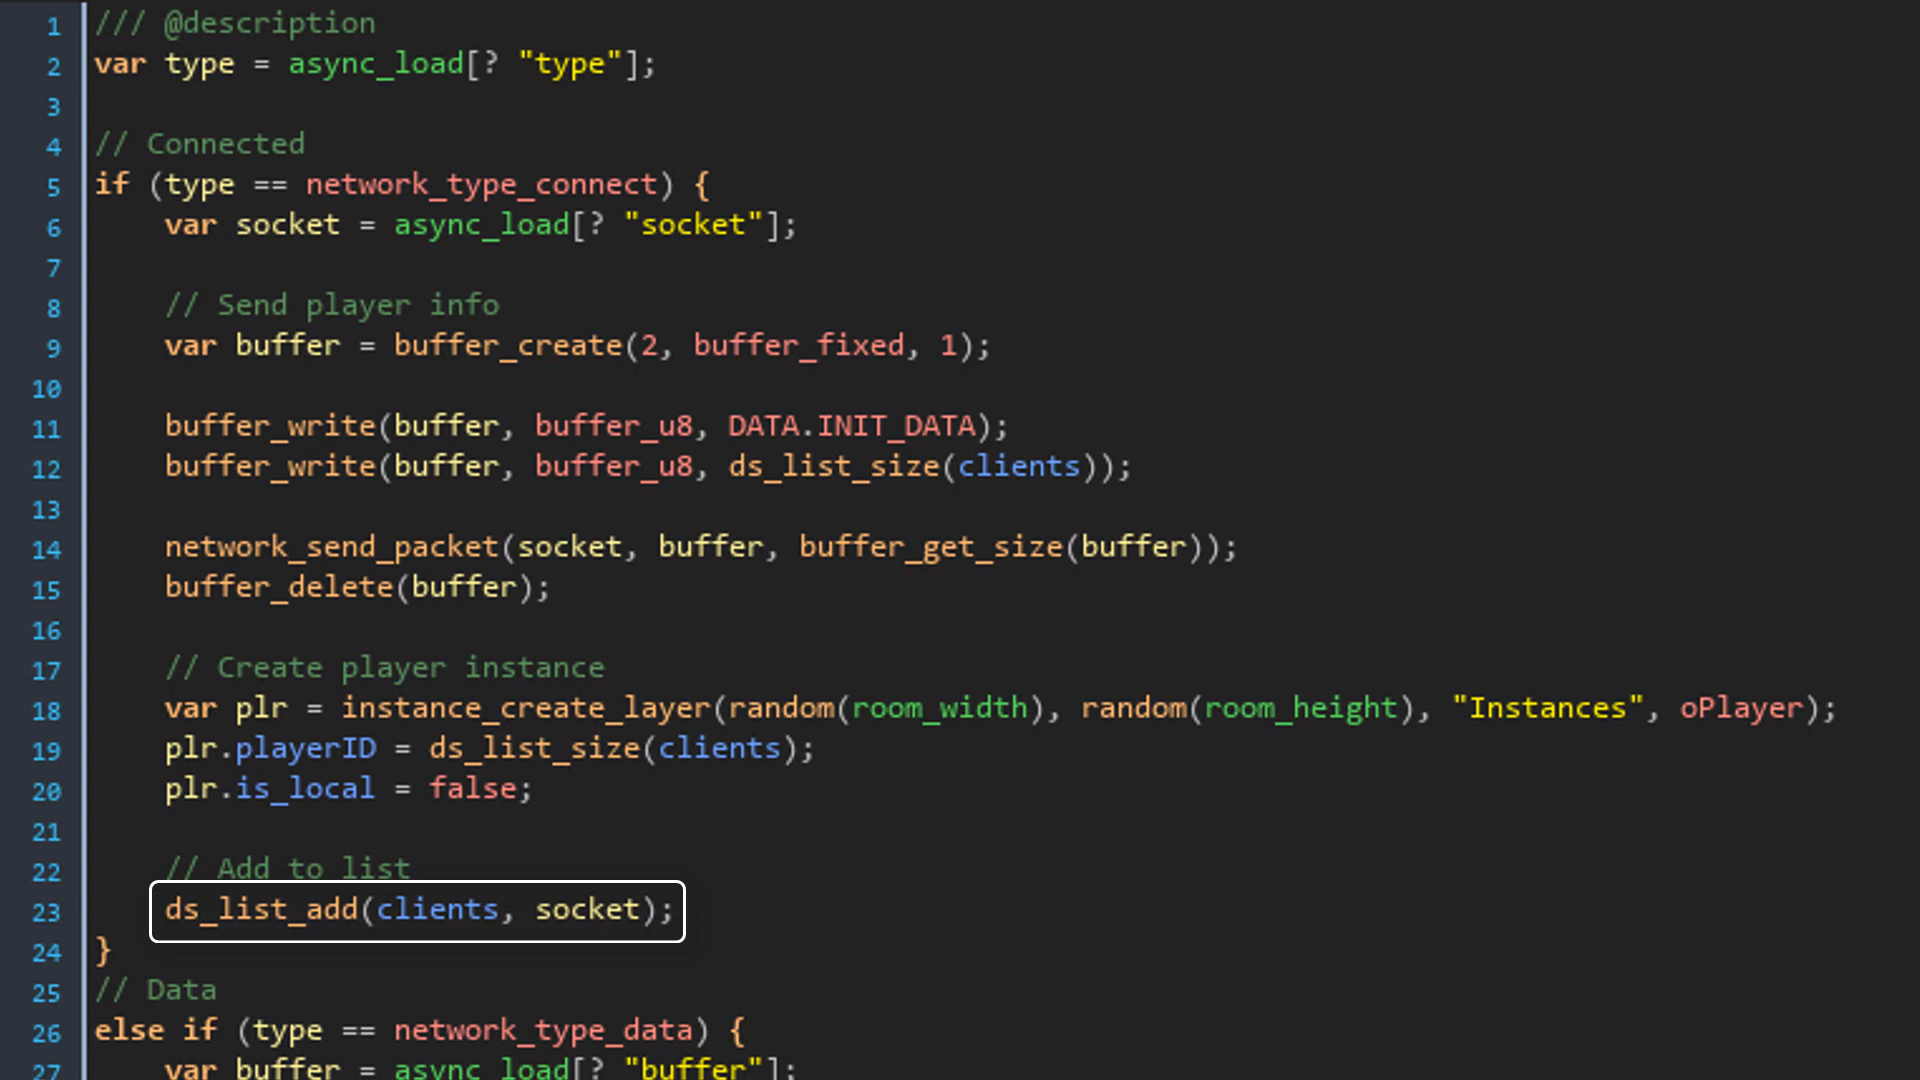 1 /// @description
2 var type = async_load[? "type"];
3
4 // Connected
5 if (type == network_type_connect) {
6 var socket = async_load[? "socket"];
7
8 // Send player info
9 var buffer = buffer_create(2, buffer_fixed, 1);
10
11 buffer_write(buffer, buffer_u8, DATA.INIT_DATA);
12 buffer_write(buffer, buffer_u8, ds_list_size(clients));
13
14 network_send_packet(socket, buffer, buffer_get_size(buffer));
15 buffer_delete(buffer);
16
17 // Create player instance
18 var plr = instance_create_layer(random(room_width), random(room_height), "Instances", oPlayer);
19 plr.playerID = ds_list_size(clients);
20 plr.is_local = false;
21
22 // Add to list
23 ds_list_add(clients, socket);
24 }
25 // Data
26 else if (type == network_type_data) {
27 var buffer = async_load[? "buffer"];